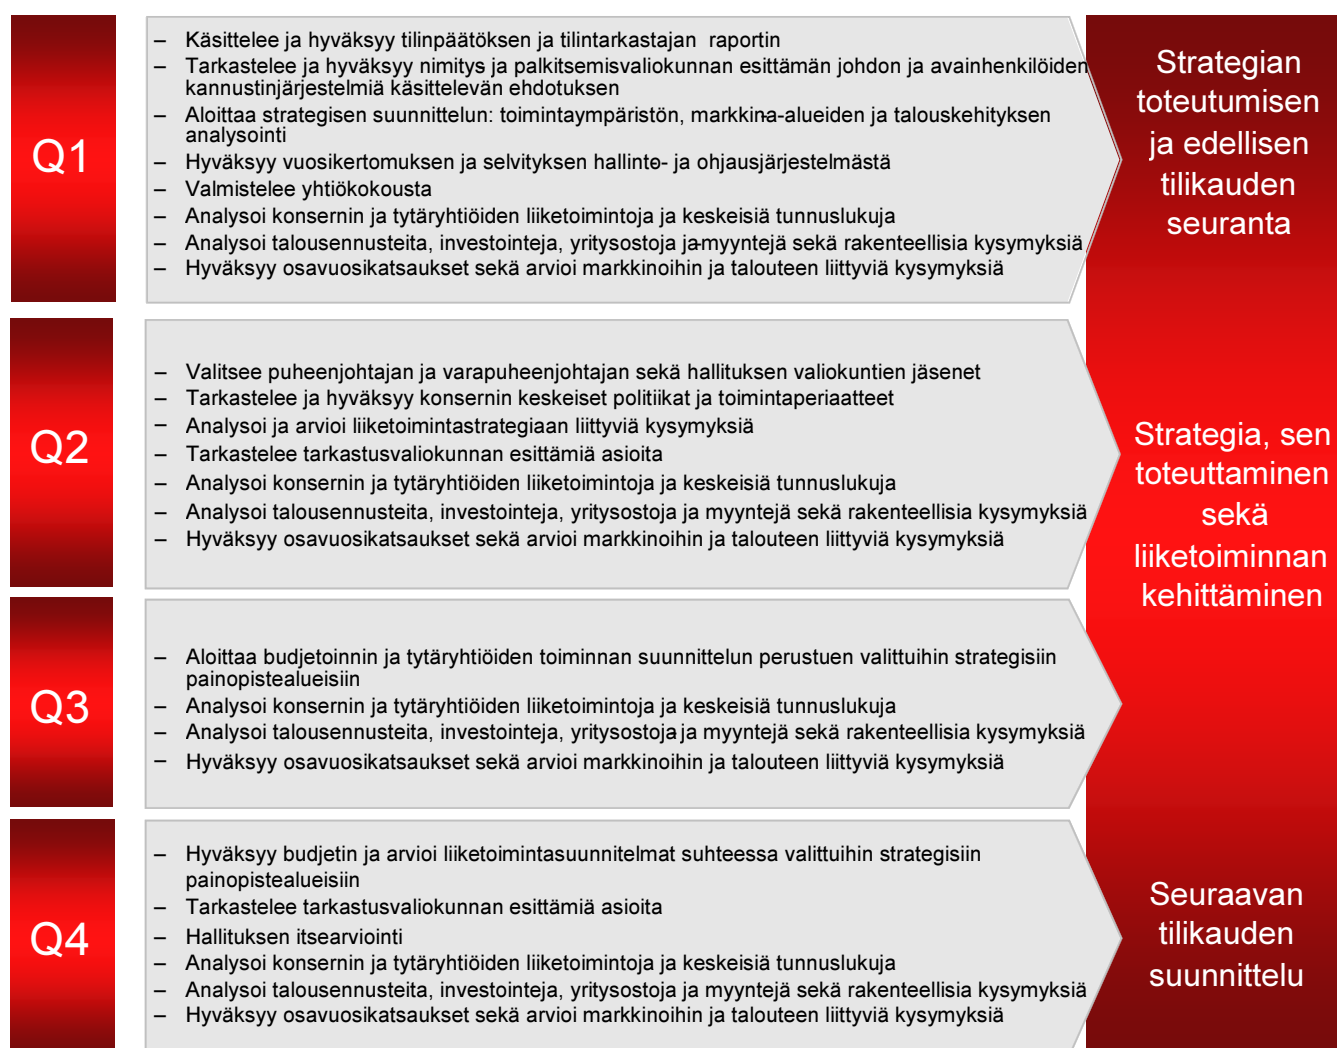 Q1
– Käsittelee ja hyväksyy tilinpäätöksen ja tilintarkastajan raportin
– Tarkastelee ja hyväksyy nimitys ja palkitsemisvaliokunnan esittämän johdon ja avainhenkilöiden
kannustinjärjestelmiä käsittelevän ehdotuksen
– Aloittaa strategisen suunnittelun: toimintaympäristön, markkina-alueiden ja talouskehityksen
analysointi
– Hyväksyy vuosikertomuksen ja selvityksen hallinto- ja ohjausjärjestelmästä
– Valmistelee yhtiökokousta
– Analysoi konsernin ja tytäryhtiöiden liiketoimintoja ja keskeisiä tunnuslukuja
– Analysoi talousennusteita, investointeja, yritysostoja ja-myyntejä sekä rakenteellisia kysymyksiä
– Hyväksyy osavuosikatsaukset sekä arvioi markkinoihin ja talouteen liittyviä kysymyksiä
Strategian
toteutumisen
ja edellisen
tilikauden
seuranta
Q2
– Valitsee puheenjohtajan ja varapuheenjohtajan sekä hallituksen valiokuntien jäsenet
– Tarkastelee ja hyväksyy konsernin keskeiset politiikat ja toimintaperiaatteet
– Analysoi ja arvioi liiketoimintastrategiaan liittyviä kysymyksiä
– Tarkastelee tarkastusvaliokunnan esittämiä asioita
– Analysoi konsernin ja tytäryhtiöiden liiketoimintoja ja keskeisiä tunnuslukuja
– Analysoi talousennusteita, investointeja, yritysostoja ja myyntejä sekä rakenteellisia kysymyksiä
– Hyväksyy osavuosikatsaukset sekä arvioi markkinoihin ja talouteen liittyviä kysymyksiä
Strategia, sen
toteuttaminen
sekä
liiketoiminnan
kehittäminen
Q3
– Aloittaa budjetoinnin ja tytäryhtiöiden toiminnan suunnittelun perustuen valittuihin strategisiin
painopistealueisiin
– Analysoi konsernin ja tytäryhtiöiden liiketoimintoja ja keskeisiä tunnuslukuja
– Analysoi talousennusteita, investointeja, yritysostoja ja myyntejä sekä rakenteellisia kysymyksiä
– Hyväksyy osavuosikatsaukset sekä arvioi markkinoihin ja talouteen liittyviä kysymyksiä
Q4
– Hyväksyy budjetin ja arvioi liiketoimintasuunnitelmat suhteessa valittuihin strategisiin
painopistealueisiin
– Tarkastelee tarkastusvaliokunnan esittämiä asioita
– Hallituksen itsearviointi
– Analysoi konsernin ja tytäryhtiöiden liiketoimintoja ja keskeisiä tunnuslukuja
– Analysoi talousennusteita, investointeja, yritysostoja ja myyntejä sekä rakenteellisia kysymyksiä
– Hyväksyy osavuosikatsaukset sekä arvioi markkinoihin ja talouteen liittyviä kysymyksiä
Seuraavan
tilikauden
suunnittelu